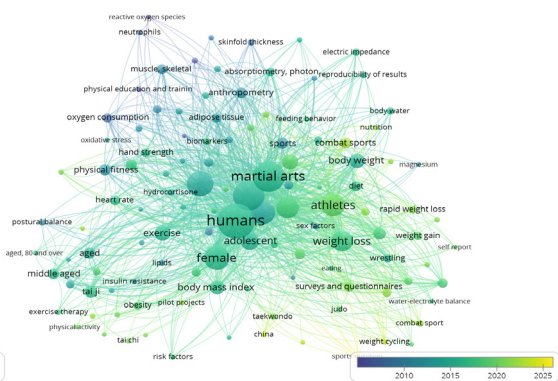 reactive oxygen species
neutrophils
skinfold thickness
electric impedance
muscle, skeletal
absorptiometry, photon
reproducibility of results
physical education and trainin
anthropometry
body water
oxygen consumption
adipose tissue
feeding behavior
nutrition
oxidative stress
biomarkers
sports
combat sports
hand strength
body weight
magnesium
physical fitness
martial arts
hydrocortisone
diet
heart rate
athletes
rapid weight loss
postural balance
humans
sex factors
exercise
adolescent
weight loss
weight gain
self report
aged, 80 and over
aged
female
wrestling
lipids
eating
middle aged
insulin resistance
body mass index
surveys and questionnaires
tai ji
obesity
pilot projects
water-electrolyte balance
exercise therapy
judo
taekwondo
combat sport
physical activity
china
tai chi
weight cycling
risk factors
sports
2010 2015 2020 2025